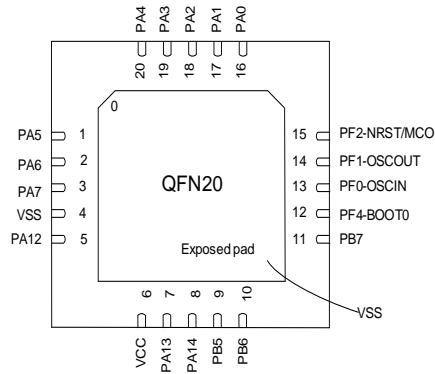 PA4 PA3 PA2 PA1 PA0
20 19 18 17 16
0
PA5 1
PA6 2
PA7 3
VSS 4
PA12 5
QFN20
Exposed pad
15 PF2-NRST/MCO
14 PF1-OSCOUT
13 PF0-OSCIN
12 PF4-BOOT0
11 PB7
6 7 8 9 10
VCC PA13 PA14 PB5 PB6
VSS